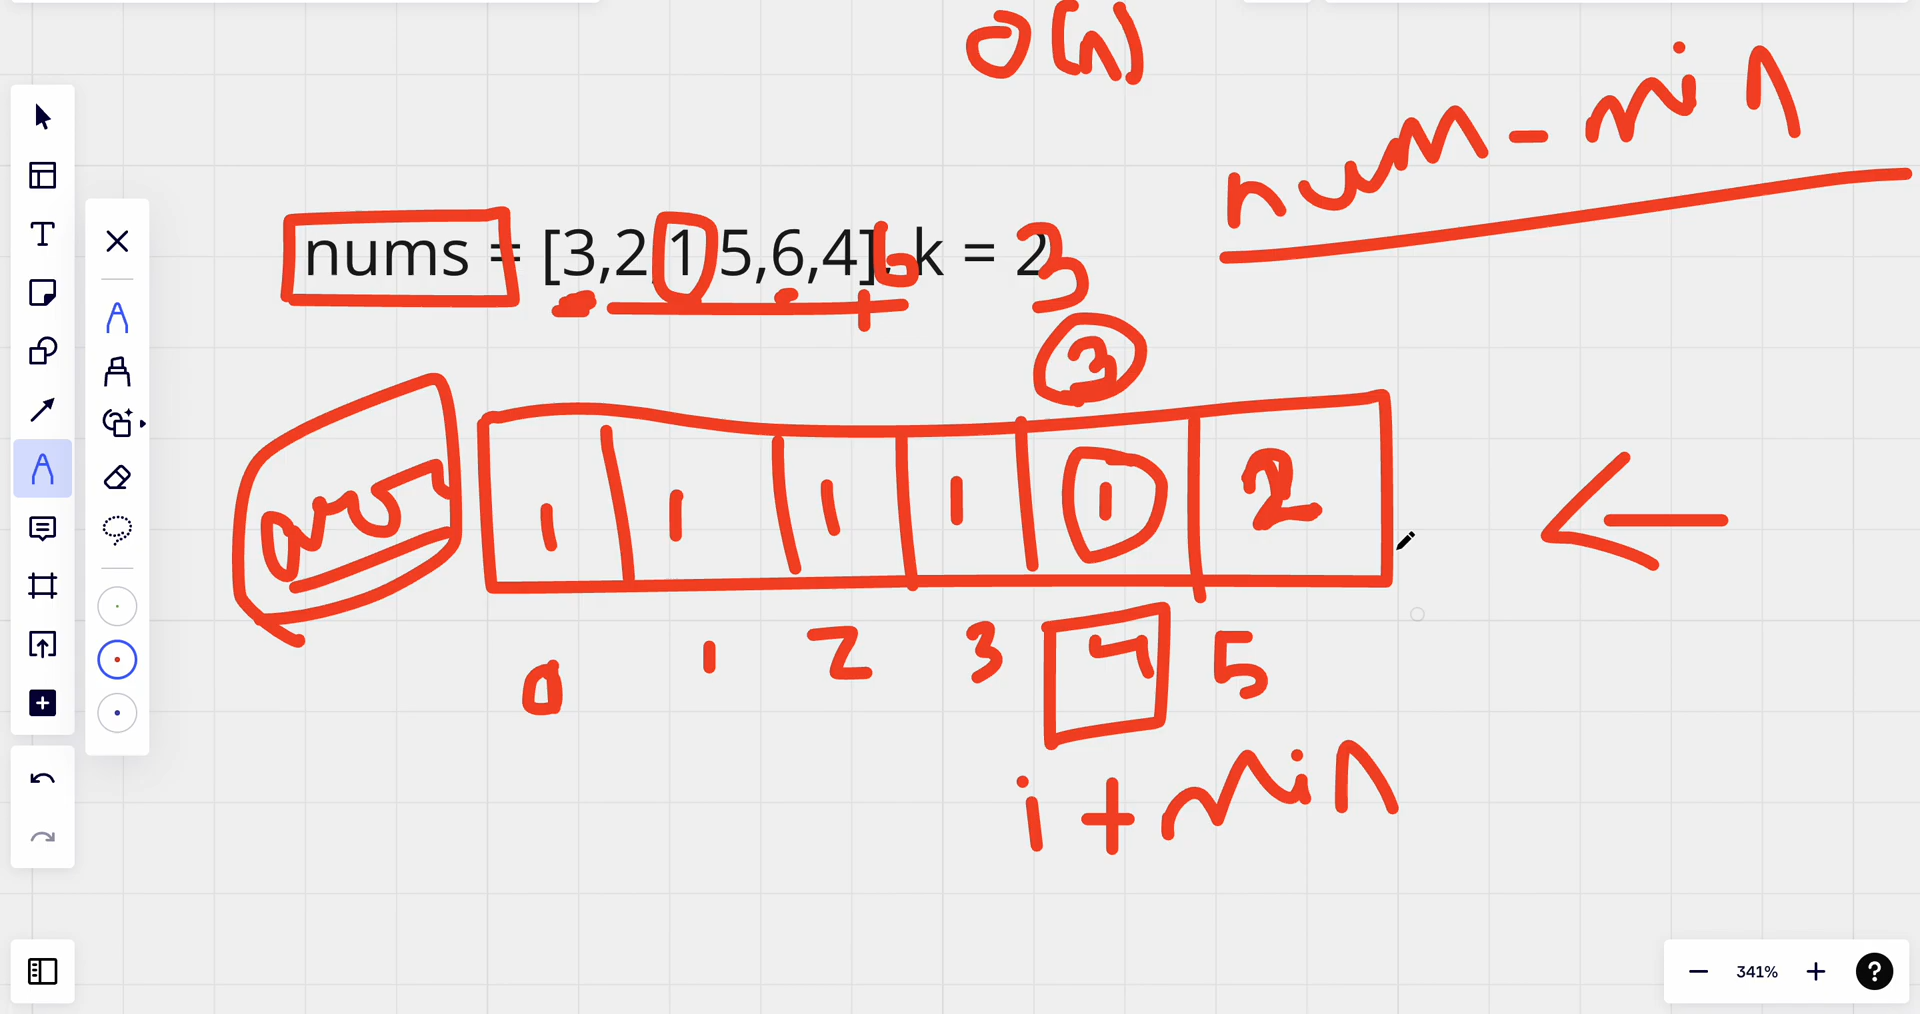 O(n)
num - min
nums = [3,2,1,5,6,4], k = 2
6
3
3
1 1 1 1 1 2
0 1 2 3 4 5
i + min
341%